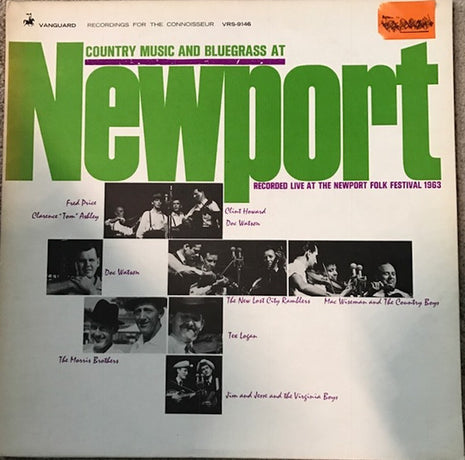 VANGUARD RECORDINGS FOR THE CONNOISSEUR VRS-9146
COUNTRY MUSIC AND BLUEGRASS AT
Newport
RECORDED LIVE AT THE NEWPORT FOLK FESTIVAL 1963
Fred Price
Clarence "Tom" Ashley
Clint Howard
Doc Watson
Doc Watson
The New Lost City Ramblers
Mac Wiseman and The Country Boys
The Morris Brothers
Tex Logan
Jim and Jesse and the Virginia Boys